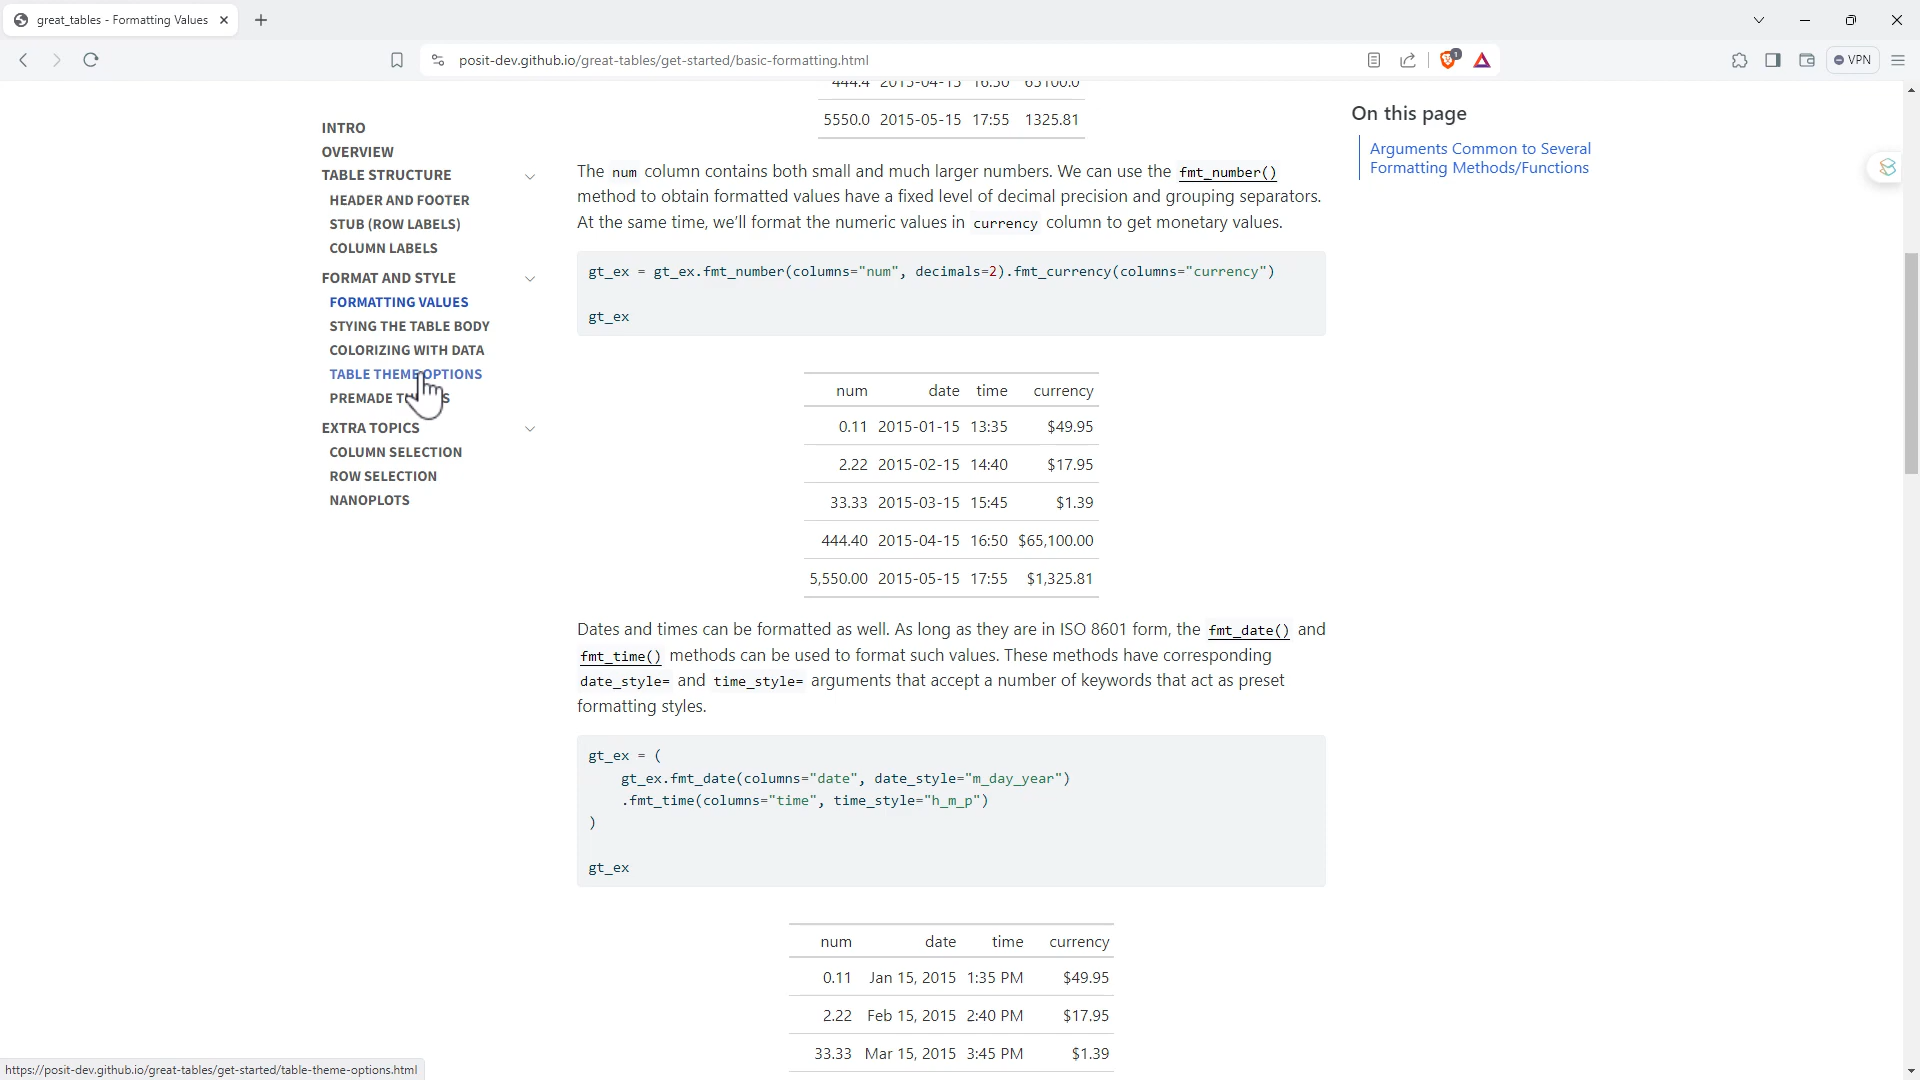 great_tables - Formatting Values
posit-dev.github.io/great-tables/get-started/basic-formatting.html
1
VPN
INTRO
OVERVIEW
TABLE STRUCTURE
HEADER AND FOOTER
STUB (ROW LABELS)
COLUMN LABELS
FORMAT AND STYLE
FORMATTING VALUES
STYING THE TABLE BODY
COLORIZING WITH DATA
TABLE THEME OPTIONS
PREMADE
EXTRA TOPICS
COLUMN SELECTION
ROW SELECTION
NANOPLOTS
444.4 2015-04-15 16:50 65100.0
5550.0 2015-05-15 17:55 1325.81
The num column contains both small and much larger numbers. We can use the fmt_number()
method to obtain formatted values have a fixed level of decimal precision and grouping separators.
At the same time, we'll format the numeric values in currency column to get monetary values.
gt_ex = gt_ex.fmt_number(columns="num", decimals=2).fmt_currency(columns="currency")
gt_ex
num date time currency
0.11 2015-01-15 13:35 $49.95
2.22 2015-02-15 14:40 $17.95
33.33 2015-03-15 15:45 $1.39
444.40 2015-04-15 16:50 $65,100.00
5,550.00 2015-05-15 17:55 $1,325.81
Dates and times can be formatted as well. As long as they are in ISO 8601 form, the fmt_date() and
fmt_time() methods can be used to format such values. These methods have corresponding
date_style= and time_style= arguments that accept a number of keywords that act as preset
formatting styles.
gt_ex = (
gt_ex.fmt_date(columns="date", date_style="m_day_year")
.fmt_time(columns="time", time_style="h_m_p")
)
gt_ex
num date time currency
0.11 Jan 15, 2015 1:35 PM $49.95
2.22 Feb 15, 2015 2:40 PM $17.95
33.33 Mar 15, 2015 3:45 PM $1.39
On this page
Arguments Common to Several
Formatting Methods/Functions
https://posit-dev.github.io/great-tables/get-started/table-theme-options.html